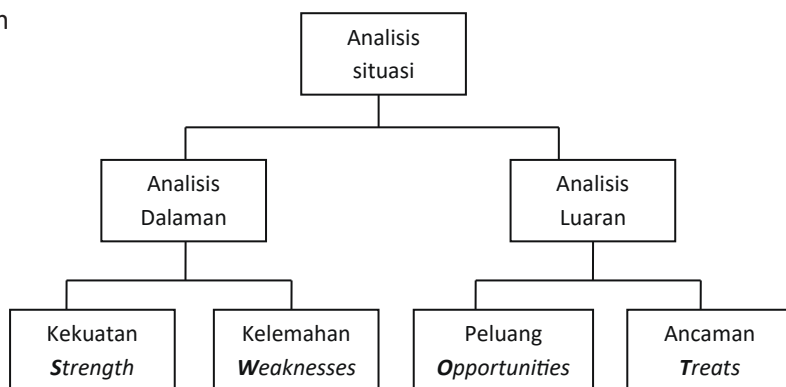 Analisis
situasi
Analisis
Dalaman
Analisis
Luaran
Kekuatan
Strength
Kelemahan
Weaknesses
Peluang
Opportunities
Ancaman
Treats